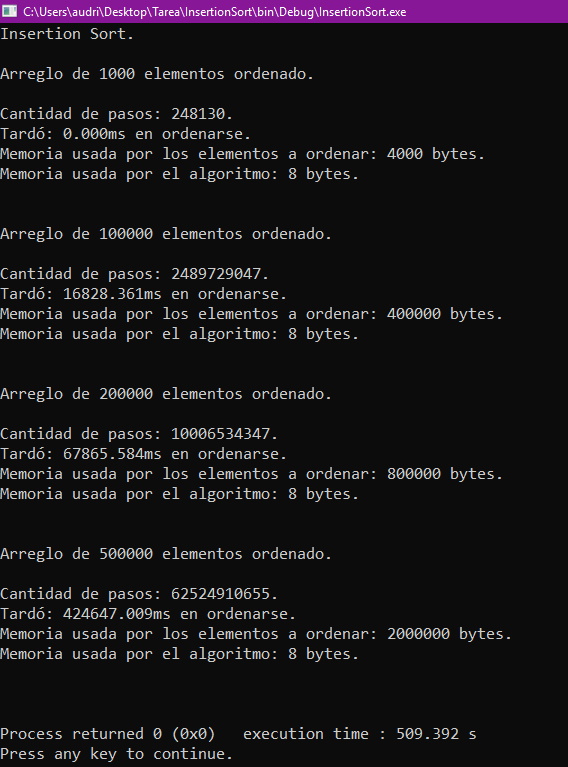 C:\Users\audri\Desktop\Tarea\InsertionSort\bin\Debug\InsertionSort.exe
Insertion Sort.
Arreglo de 1000 elementos ordenado.
Cantidad de pasos: 248130.
Tardó: 0.000ms en ordenarse.
Memoria usada por los elementos a ordenar: 4000 bytes.
Memoria usada por el algoritmo: 8 bytes.
Arreglo de 100000 elementos ordenado.
Cantidad de pasos: 2489729047.
Tardó: 16828.361ms en ordenarse.
Memoria usada por los elementos a ordenar: 400000 bytes.
Memoria usada por el algoritmo: 8 bytes.
Arreglo de 200000 elementos ordenado.
Cantidad de pasos: 10006534347.
Tardó: 67865.584ms en ordenarse.
Memoria usada por los elementos a ordenar: 800000 bytes.
Memoria usada por el algoritmo: 8 bytes.
Arreglo de 500000 elementos ordenado.
Cantidad de pasos: 62524910655.
Tardó: 424647.009ms en ordenarse.
Memoria usada por los elementos a ordenar: 2000000 bytes.
Memoria usada por el algoritmo: 8 bytes.
Process returned 0 (0x0)   execution time : 509.392 s
Press any key to continue.